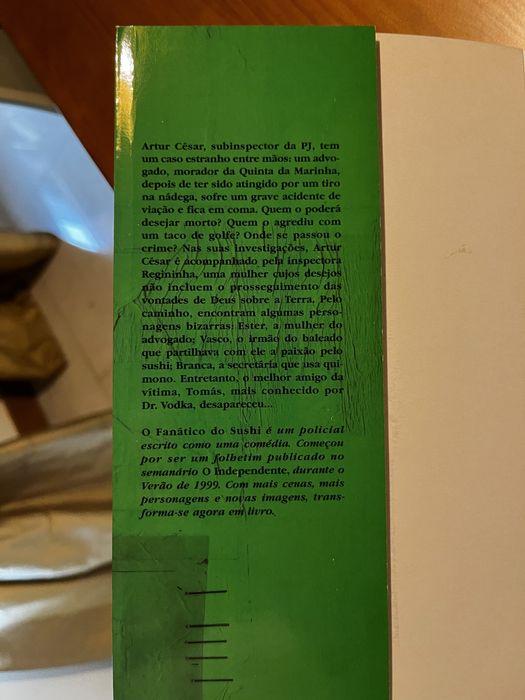 Artur César, subinspector da PJ, tem
um caso estranho entre mãos: um advo-
gado, morador da Quinta da Marinha,
depois de ter sido atingido por um tiro
na nádega, sofre um grave acidente de
viação e fica em coma. Quem o poderá
desejar morto? Quem o agrediu com
um taco de golfe? Onde se passou o
crime? Nas suas investigações, Artur
César é acompanhado pela inspectora
Regininha, uma mulher cujos desejos
não incluem o prosseguimento das
vontades de Deus sobre a Terra. Pelo
caminho, encontram algumas perso-
nagens bizarras: Ester, a mulher do
advogado; Vasco, o irmão do baleado
que partilhava com ele a paixão pelo
sushi; Branca, a secretária que usa qui-
mono. Entretanto, o melhor amigo da
vítima, Tomás, mais conhecido por
Dr. Vodka, desapareceu...
O Fanático do Sushi é um policial
escrito como uma comédia. Começou
por ser um folhetim publicado no
semanário O Independente, durante o
Verão de 1999. Com mais cenas, mais
personagens e novas imagens, trans-
forma-se agora em livro.